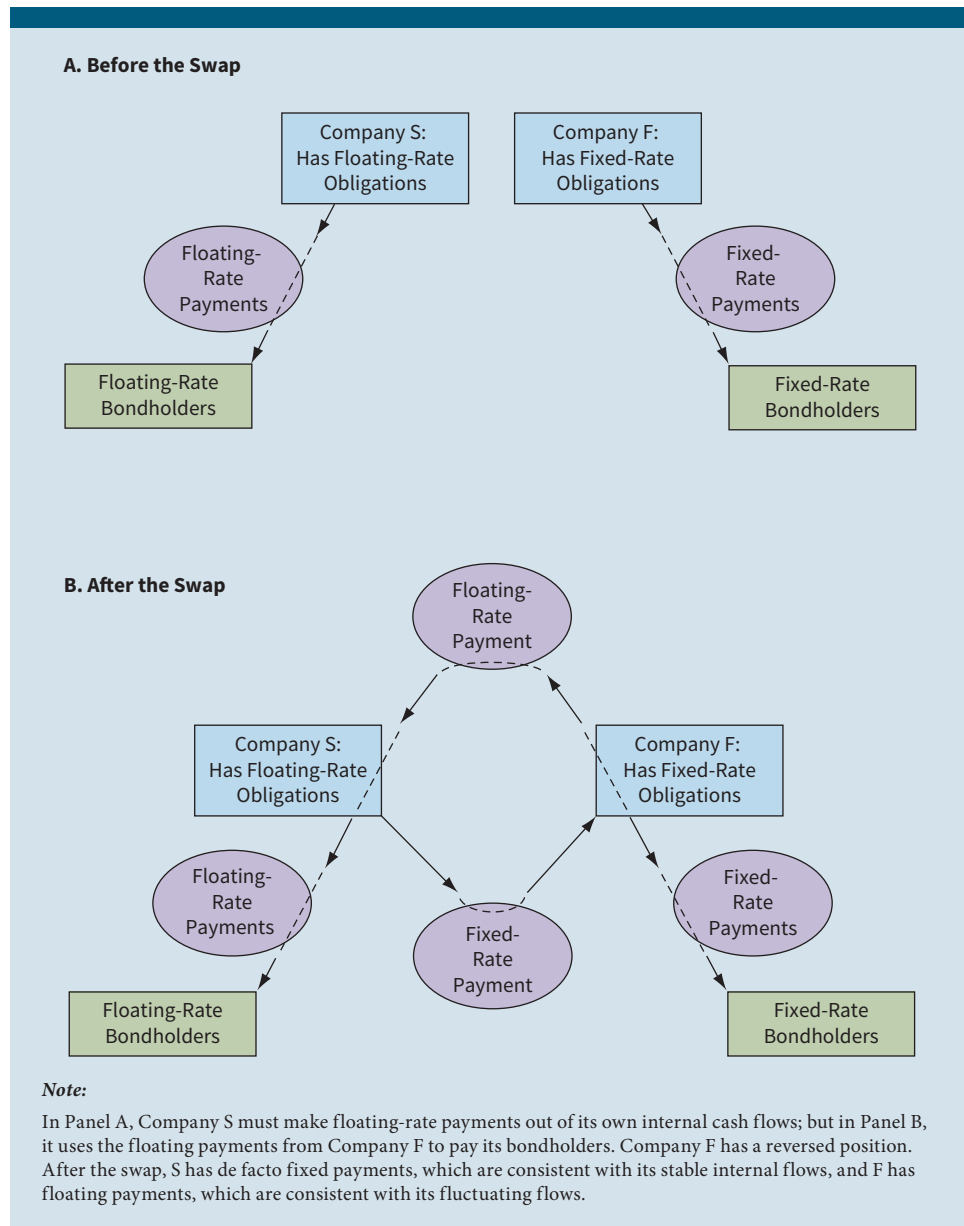 A. Before the Swap
Company S:
Has Floating-Rate
Obligations
Company F:
Has Fixed-Rate
Obligations
Floating-
Rate
Payments
Fixed-
Rate
Payments
Floating-Rate
Bondholders
Fixed-Rate
Bondholders
B. After the Swap
Floating-
Rate
Payment
Company S:
Has Floating-Rate
Obligations
Company F:
Has Fixed-Rate
Obligations
Floating-
Rate
Payments
Fixed-
Rate
Payment
Fixed-
Rate
Payments
Floating-Rate
Bondholders
Fixed-Rate
Bondholders
Note:
In Panel A, Company S must make floating-rate payments out of its own internal cash flows; but in Panel B,
it uses the floating payments from Company F to pay its bondholders. Company F has a reversed position.
After the swap, S has de facto fixed payments, which are consistent with its stable internal flows, and F has
floating payments, which are consistent with its fluctuating flows.